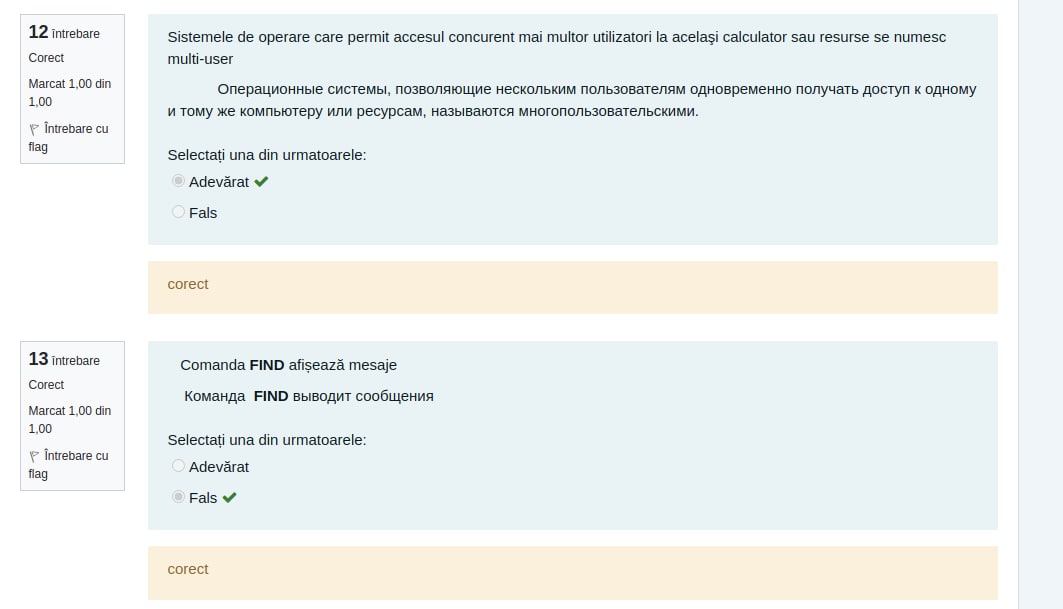 12 întrebare
Corect
Marcat 1,00 din
1,00
Întrebare cu
flag
Sistemele de operare care permit accesul concurent mai multor utilizatori la acelaşi calculator sau resurse se numesc
multi-user
Операционные системы, позволяющие нескольким пользователям одновременно получать доступ к одному
и тому же компьютеру или ресурсам, называются многопользовательскими.
Selectați una din urmatoarele:
Adevărat
Fals
corect
13 întrebare
Corect
Marcat 1,00 din
1,00
Întrebare cu
flag
Comanda FIND afișează mesaje
Команда FIND выводит сообщения
Selectați una din urmatoarele:
Adevărat
Fals
corect